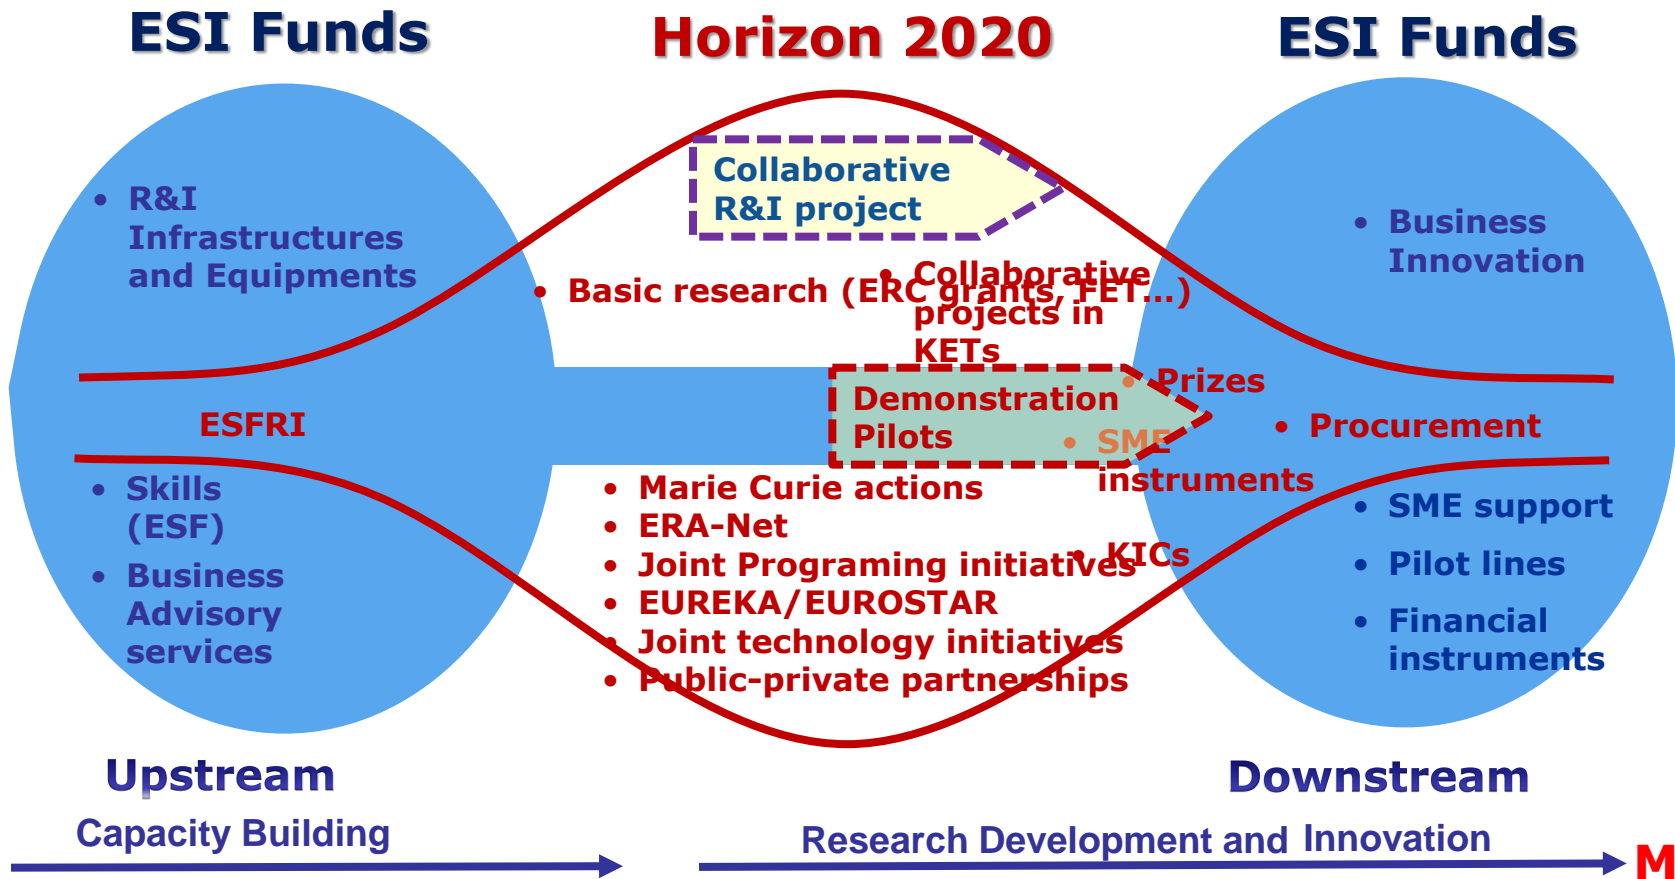 ESI Funds
Horizon 2020
ESI Funds
• R&I
Infrastructures
and Equipments
Collaborative
R&I project
• Business
Innovation
• Basic research (ERC grants, FET…)
• Collaborative
projects in
KETs
• Prizes
ESFRI
Demonstration
Pilots
• SME
instruments
• Procurement
• Skills
(ESF)
• Business
Advisory
services
• Marie Curie actions
• ERA-Net
• Joint Programing initiatives
• EUREKA/EUROSTAR
• Joint technology initiatives
• Public-private partnerships
• KICs
• SME support
• Pilot lines
• Financial
instruments
Upstream
Downstream
Capacity Building
Research Development and Innovation
M